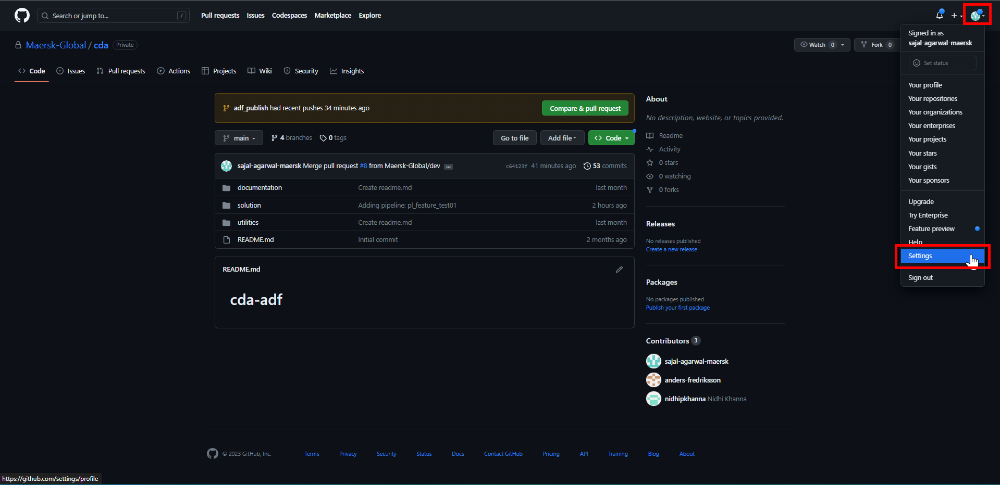 Search or jump to... /
Pull requests Issues Codespaces Marketplace Explore
Maersk-Global / cda Private
Watch 0 Fork 0
Code Issues Pull requests Actions Projects Wiki Security Insights
Signed in as
sajal-agarwal-maersk
Set status
Your profile
Your repositories
Your organizations
Your enterprises
Your projects
Your stars
Your gists
Your sponsors
Upgrade
Try Enterprise
Feature preview
Help
Settings
Sign out
adf_publish had recent pushes 34 minutes ago
Compare & pull request
main 4 branches 0 tags Go to file Add file Code
sajal-agarwal-maersk Merge pull request #8 from Maersk-Global/dev ... c64123f 41 minutes ago 53 commits
documentation Create readme.md last month
solution Adding pipeline: pl_feature_test01 2 hours ago
utilities Create readme.md last month
README.md Initial commit 2 months ago
README.md
cda-adf
About
No description, website, or topics provided.
Readme
Activity
0 stars
0 watching
0 forks
Releases
No releases published
Create a new release
Packages
No packages published
Publish your first package
Contributors 3
sajal-agarwal-maersk
anders-fredriksson
nidhipkhanna Nidhi Khanna
© 2023 GitHub, Inc. Terms Privacy Security Status Docs Contact GitHub Pricing API Training Blog About
https://github.com/settings/profile